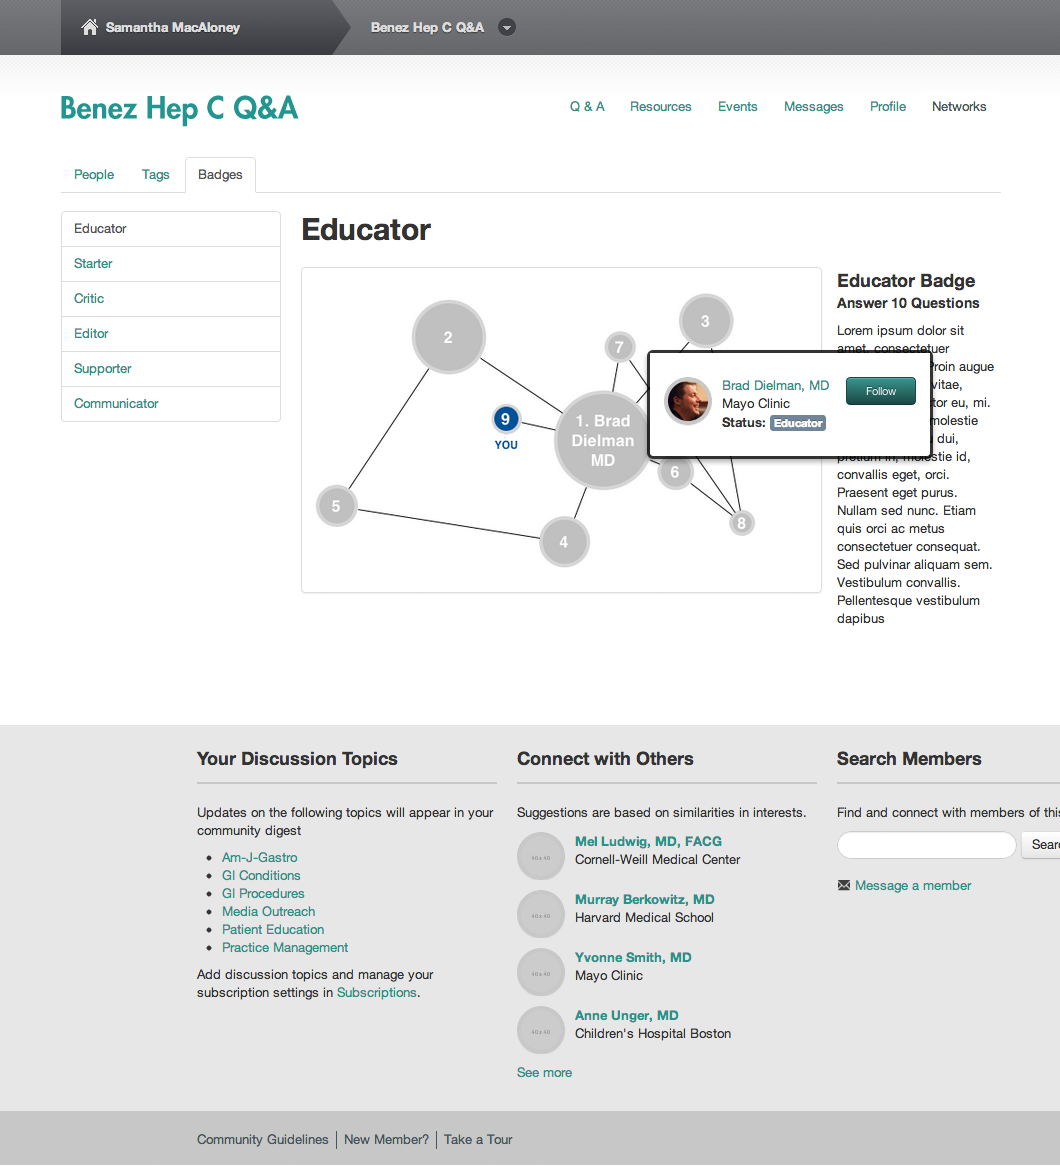 Samantha MacAloney
Benez Hep C Q&A
Benez Hep C Q&A
Q & A
Resources
Events
Messages
Profile
Networks
People
Tags
Badges
Educator
Starter
Critic
Editor
Supporter
Communicator
Educator
2
3
7
9
YOU
1. Brad
Dielman
MD
5
4
6
8
Brad Dielman, MD
Mayo Clinic
Status: Educator
Follow
Educator Badge
Answer 10 Questions
Lorem ipsum dolor sit
amet, consectetuer
Proin augue
vitae,
tor eu, mi.
molestie
dui,
pretium in, molestie id,
convallis eget, orci.
Praesent eget purus.
Nullam sed nunc. Etiam
quis orci ac metus
consectetuer consequat.
Sed pulvinar aliquam sem.
Vestibulum convallis.
Pellentesque vestibulum
dapibus
Your Discussion Topics
Updates on the following topics will appear in your
community digest
Am-J-Gastro
GI Conditions
GI Procedures
Media Outreach
Patient Education
Practice Management
Add discussion topics and manage your
subscription settings in Subscriptions.
Connect with Others
Suggestions are based on similarities in interests.
40 x 40
Mel Ludwig, MD, FACG
Cornell-Weill Medical Center
40 x 40
Murray Berkowitz, MD
Harvard Medical School
40 x 40
Yvonne Smith, MD
Mayo Clinic
40 x 40
Anne Unger, MD
Children's Hospital Boston
See more
Search Members
Find and connect with members of this
Sear
Message a member
Community Guidelines
New Member?
Take a Tour